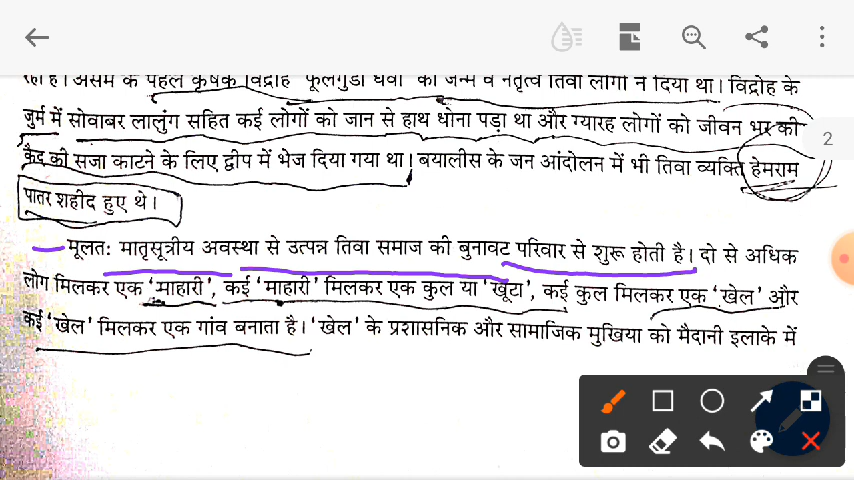 रहा है। असम के पहले कृषक विद्रोह 'फूलगुडी धेवा' का जन्म व नेतृत्व तिवा लोगों ने दिया था। विद्रोह के
जुर्म में सोवाबर लालुंग सहित कई लोगों को जान से हाथ धोना पड़ा था और ग्यारह लोगों को जीवन भर की
कैद की सजा काटने के लिए द्वीप में भेज दिया गया था। बयालीस के जन आंदोलन में भी तिवा व्यक्ति हेमराम
पातर शहीद हुए थे।
मूलत: मातृसूत्रीय अवस्था से उत्पन्न तिवा समाज की बुनावट परिवार से शुरू होती है। दो से अधिक
लोग मिलकर एक 'माहारी', कई 'माहारी' मिलकर एक कुल या 'खूटा', कई कुल मिलकर एक 'खेल' और
कई 'खेल' मिलकर एक गांव बनाता है। 'खेल' के प्रशासनिक और सामाजिक मुखिया को मैदानी इलाके में
2